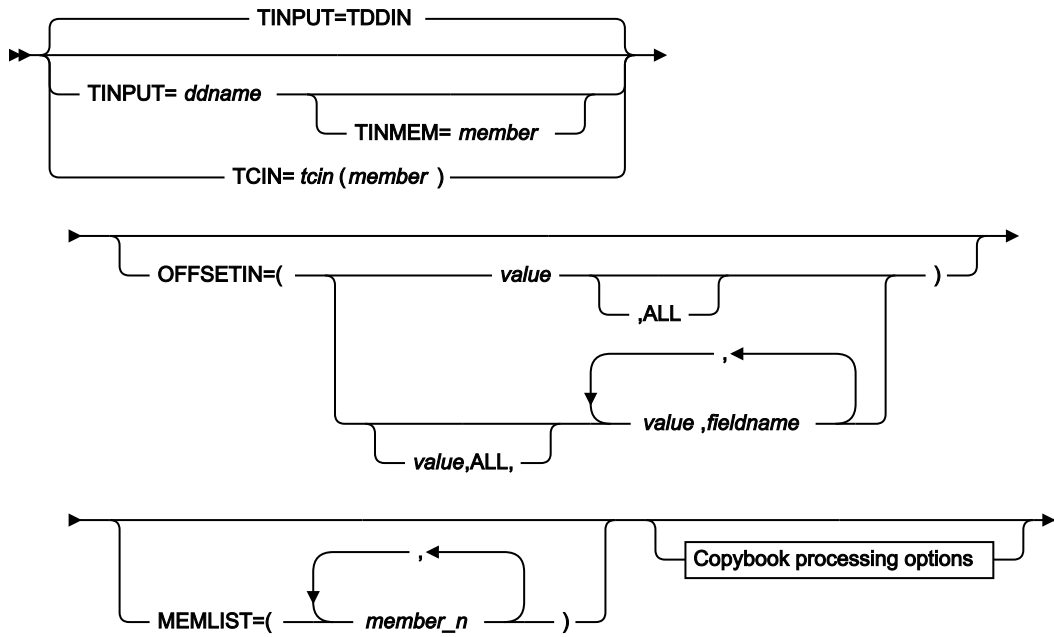 TINPUT=TDDIN
TINPUT= ddname
TINMEM= member
TCIN= tcin (member )
OFFSETIN=( value )
,ALL
,
value ,fieldname
value,ALL,
,
MEMLIST=( member_n )
Copybook processing options